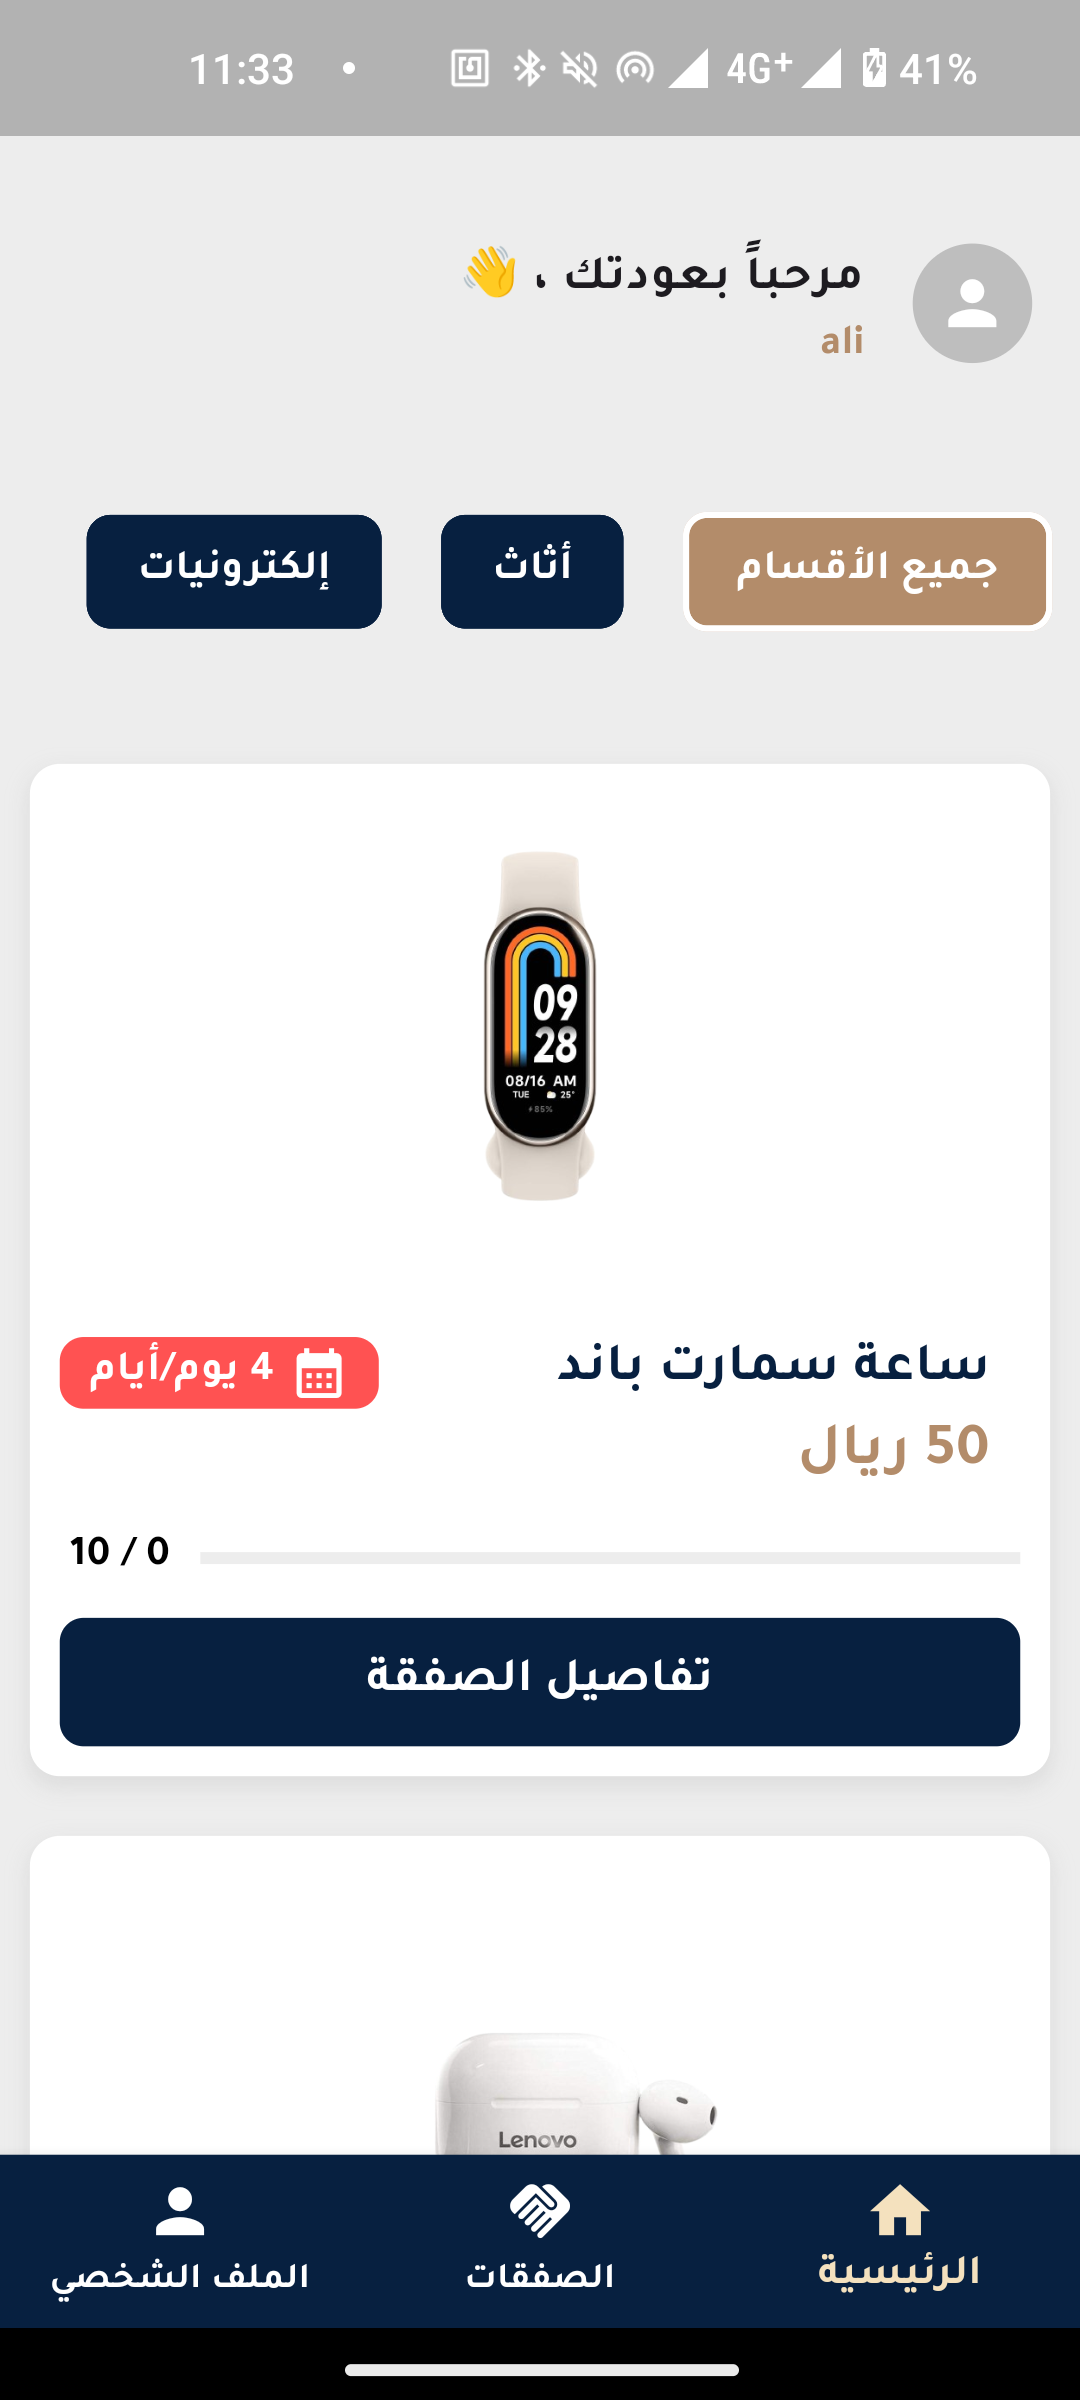 11:33 • 4G+ 41%
مرحباً بعودتك ، 👋
ali
جميع الأقسام
أثاث
إلكترونيات
09
28
08/16 AM
TUE 25°
85%
ساعة سمارت باند
4 يوم/أيام
50 ريال
10 / 0
تفاصيل الصفقة
Lenovo
الرئيسية
الصفقات
الملف الشخصي